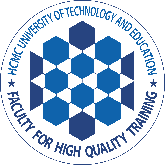 HCMC UNIVERSITY OF TECHNOLOGY AND EDUCATION
FACULTY FOR HIGH QUALITY TRAINING